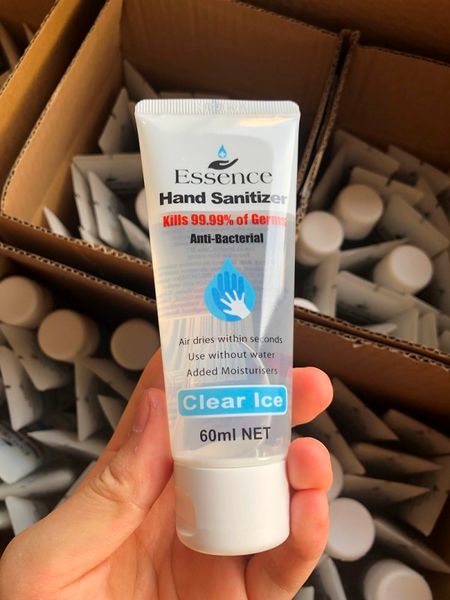 Essence
Hand Sanitizer
Kills 99.99% of Germs
Anti-Bacterial
Air dries within seconds
Use without water
Added Moisturisers
Clear Ice
60ml NET